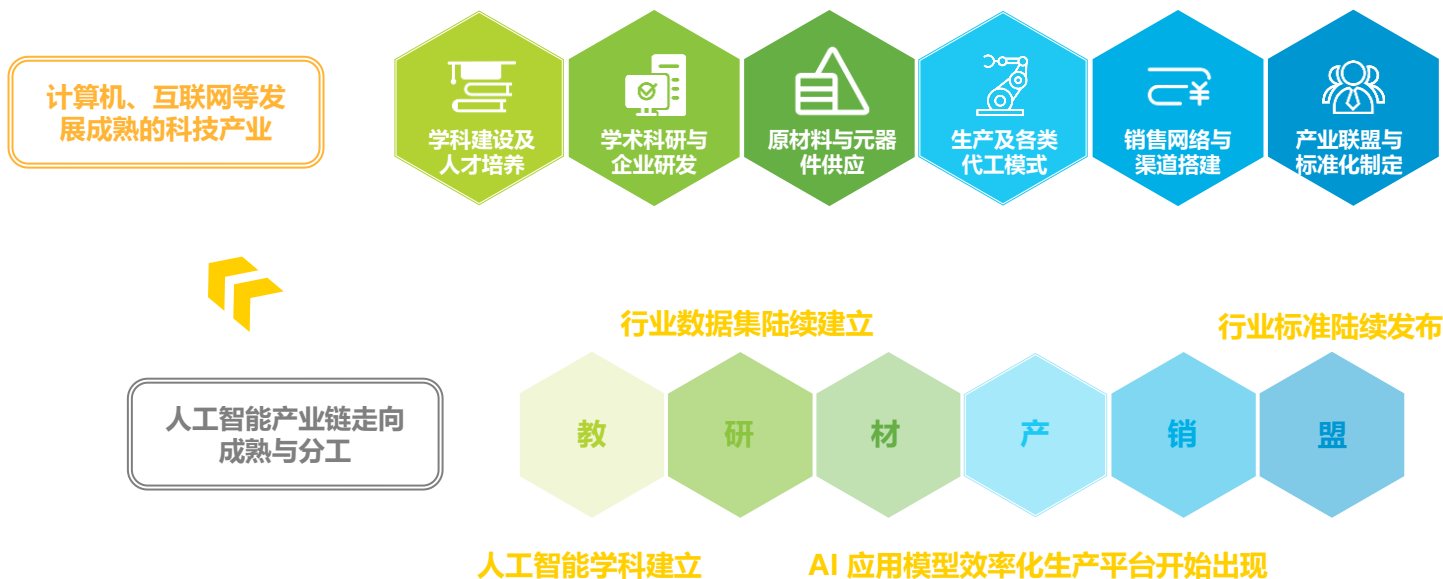 计算机、互联网等发
展成熟的科技产业
学科建设及
人才培养
学术科研与
企业研发
原材料与元器
件供应
生产及各类
代工模式
销售网络与
渠道搭建
产业联盟与
标准化制定
行业数据集陆续建立
行业标准陆续发布
人工智能产业链走向
成熟与分工
教
研
材
产
销
盟
人工智能学科建立
AI 应用模型效率化生产平台开始出现